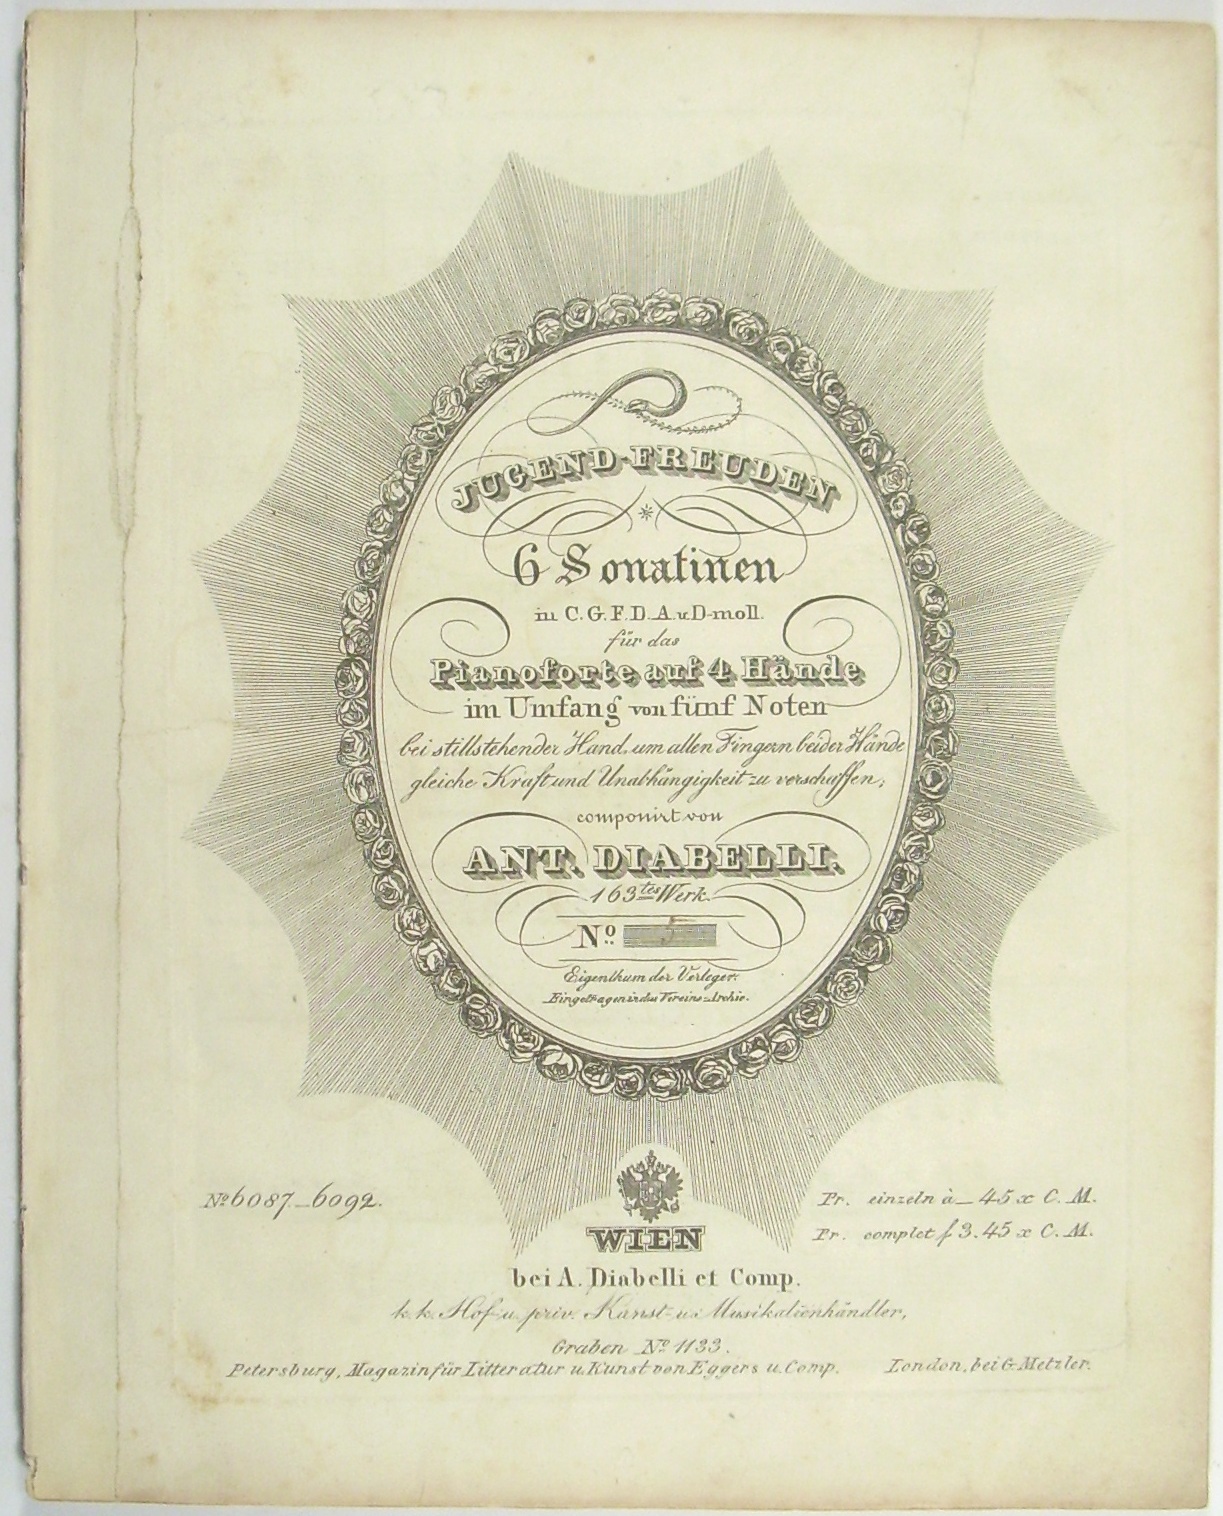 JUGEND-FREUDEN
6 Sonatinen
in C. G. F. D. A. u D-moll.
für das
Pianoforte auf 4 Hände
im Umfang von fünf Noten
bei stillstehender Hand, um allen Fingern beider Hände
gleiche Kraft und Unabhängigkeit zu verschaffen;
componirt von
ANT. DIABELLI.
163tes Werk.
No. 5
Eigenthum der Verleger.
Eingetragen in das Vereins-Archiv.
No 6087_6092.
Pr. einzeln à _ 45 x C. M.
Pr. complet f 3. 45 x C. M.
WIEN
bei A. Diabelli et Comp.
k. k. Hof u. priv. Kunst- u. Musikalienhändler,
Graben No 1133.
Petersburg, Magazin für Litteratur u. Kunst von Eggers u. Comp. London, bei G. Metzler.